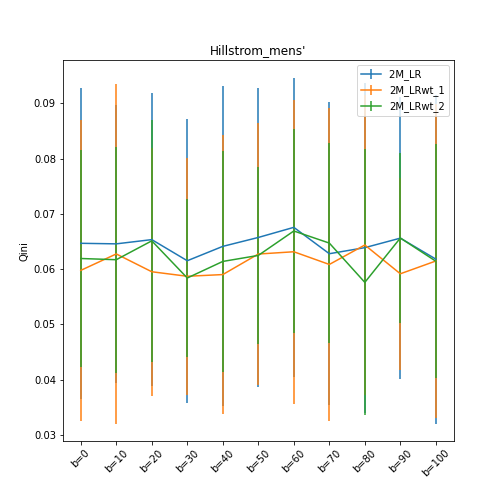 Hillstrom_mens'
2M_LR
2M_LRwt_1
2M_LRwt_2
Qini
0.09
0.08
0.07
0.06
0.05
0.04
0.03
b=0
b=10
b=20
b=30
b=40
b=50
b=60
b=70
b=80
b=90
b=100